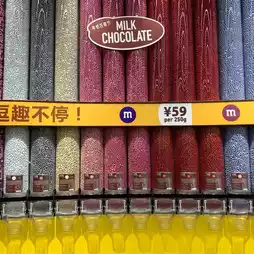 MILK
CHOCOLATE
逗趣不停！
m
¥59
per 250g
m